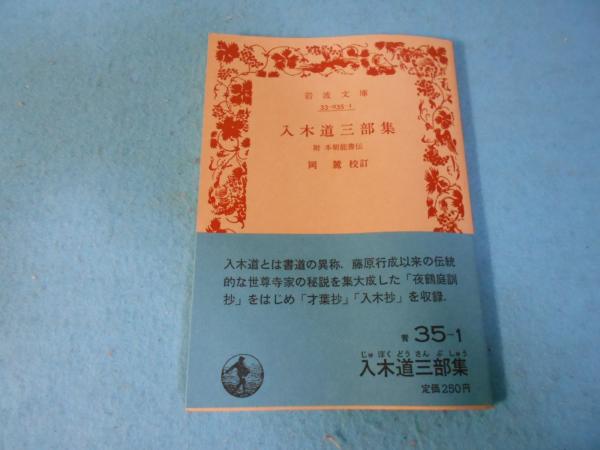 岩波文庫
33-035-1
入木道三部集
附 本朝能書伝
岡 麓 校訂
入木道とは書道の異称.藤原行成以来の伝統
的な世尊寺家の秘説を集大成した「夜鶴庭訓
抄」をはじめ「才葉抄」「入木抄」を収録.
青 35-1
じゅ ぼく どう さん ぶ しゅう
入木道三部集
定価250円